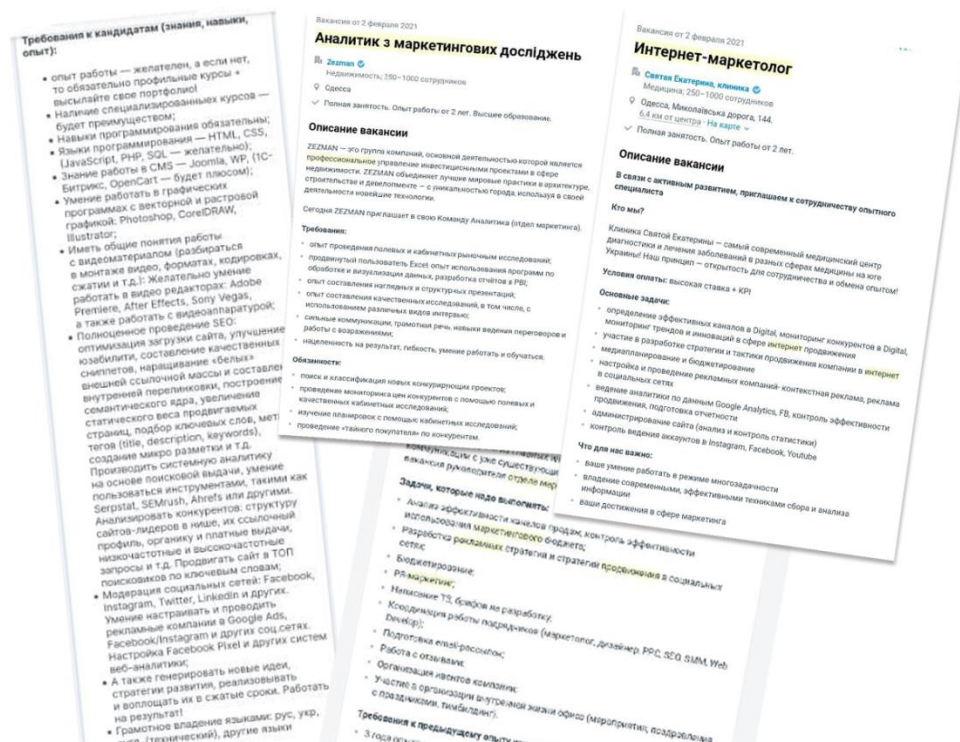 Требования к кандидатам (знания, навыки,
опыт):
• опыт работы — желателен, а если нет,
то обязательно профильные курсы +
высылайте свое портфолио!
• Наличие специализированных курсов —
будет преимуществом;
• Навыки программирования обязательны;
• Языки программирования — HTML, CSS,
(JavaScript, PHP, SQL — желательно);
• Знание работы в CMS — Joomla, WP, (1С-
Битрикс, OpenCart — будет плюсом);
• Умение работать в графических
программах с векторной и растровой
графикой: Photoshop, CorelDRAW,
Illustrator;
• Иметь общие понятия работы
с видеоматериалом (разбираться
в монтаже видео, форматах, кодировках,
сжатии и т.д.): Желательно умение
работать в видео редакторах: Adobe
Premiere, After Effects, Sony Vegas,
а также работать с видеоаппаратурой;
• Полноценное проведение SEO:
оптимизация загрузки сайта, улучшение
юзабилити, составление качественных
сниппетов, наращивание «белых»
внешней ссылочной массы и составлен
внутренней перелинковки, построение
семантического ядра, увеличение
статического веса продвигаемых
страниц, подбор ключевых слов, мета
тегов (title, description, keywords),
создание микро разметки и т.д.
Производить системную аналитику
на основе поисковой выдачи, умение
пользоваться инструментами, такими как
Serpstat, SEMrush, Ahrefs или другими.
Анализировать конкурентов: структуру
сайтов-лидеров в нише, их ссылочный
профиль, органику и платные выдачи,
низкочастотные и высокочастотные
запросы и т.д. Продвигать сайт в ТОП
поисковиков по ключевым словам;
• Модерация социальных сетей: Facebook,
Instagram, Twitter, LinkedIn и других.
Умение настраивать и проводить
рекламные компании в Google Ads,
Facebook/Instagram и других соц.сетях.
Настройка Facebook Pixel и других систем
веб-аналитики;
• А также генерировать новые идеи,
стратегии развития, реализовывать
и воплощать их в сжатые сроки. Работать
на результат!
• Грамотное владение языками: рус, укр,
(технический), другие языки
Вакансия от 2 февраля 2021
Аналитик з маркетингових досліджень
Zezman
Недвижимость; 250–1000 сотрудников
Одесса
Полная занятость. Опыт работы от 2 лет. Высшее образование.
Описание вакансии
ZEZMAN — это группа компаний, основной деятельностью которой является
профессиональное управление инвестиционными проектами в сфере
недвижимости. ZEZMAN объединяет лучшие мировые практики в архитектуре,
строительстве и девелопменте — с уникальностью города, используя в своей
деятельности новейшие технологии.
Сегодня ZEZMAN приглашает в свою Команду Аналитика (отдел маркетинга).
Требования:
• опыт проведения полевых и кабинетных рыночных исследований;
• продвинутый пользователь Excel опыт использования программ по
обработке и визуализации данных, разработка отчётов в PBI;
• опыт составления наглядных и структурных презентаций;
• опыт составления качественных исследований, в том числе, с
использованием различных видов интервью;
• сильные коммуникации, грамотная речь, навыки ведения переговоров и
работы с возражениями;
• нацеленность на результат, гибкость, умение работать и обучаться.
Обязанности:
• поиск и классификация новых конкурирующих проектов;
• проведение мониторинга цен конкурентов с помощью полевых и
качественных кабинетных исследований;
• изучение планировок с помощью: кабинетных исследований;
• проведение «тайного покупателя» по конкурентам.
Вакансия от 2 февраля 2021
Интернет-маркетолог
Святая Екатерина, клиника
Медицина; 250–1000 сотрудников
Одесса, Миколаївська дорога, 144.
6,4 км от центра · На карте
Полная занятость. Опыт работы от 2 лет.
Описание вакансии
В связи с активным развитием, приглашаем к сотрудничеству опытного
специалиста
Кто мы?
Клиника Святой Екатерины — самый современный медицинский центр
диагностики и лечения заболеваний в разных сферах медицины на юге
Украины! Наш принцип — открытость для сотрудничества и обмена опытом!
Условия оплаты: высокая ставка + KPI
Основные задачи:
• определение эффективных каналов в Digital, мониторинг конкурентов в Digital,
мониторинг трендов и инноваций в сфере интернет продвижения
• участие в разработке стратегии и тактики продвижения компании в интернет
• медиапланирование и бюджетирование
• настройка и проведение рекламных компаний- контекстная реклама, реклама
в социальных сетях
• ведение аналитики по данным Google Analytics, FB, контроль эффективности
продвижения, подготовка отчетности
• администрирование сайта (анализ и контроль статистики)
• контроль ведения аккаунтов в Instagram, Facebook, Youtube
Что для нас важно:
• ваше умение работать в режиме многозадачности
• владение современными, эффективными техниками сбора и анализа
информации
• ваши достижения в сфере маркетинга
коммуникации с уже существующи
вакансия руководителя отдела мар
Задачи, которые надо выполнять:
• Анализ эффективности каналов продаж, контроль эффективности
использования маркетингового бюджета;
• Разработка рекламных стратегии и стратегий продвижения в социальных
сетях;
• Бюджетирование;
• PR-маркетинг;
• Написание ТЗ, брифов на разработку.
• Координация работы подрядчиков (маркетолог, дизайнер, PPC, SEO, SMM, Web
Develop);
• Подготовка email-рассылок;
• Работа с отзывами;
• Организация ивентов компании;
• Участие в организации внутренней жизни офиса (мероприятия, поздравления
с праздниками, тимбилдинг).
Требования к предыдущему опыту
• 3 года